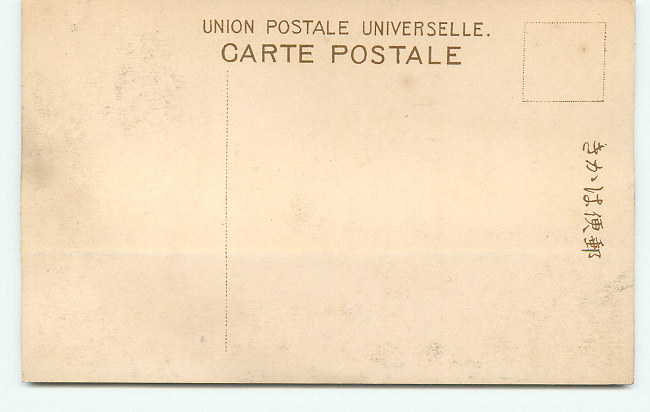 UNION POSTALE UNIVERSELLE.
CARTE POSTALE
きかは便郵